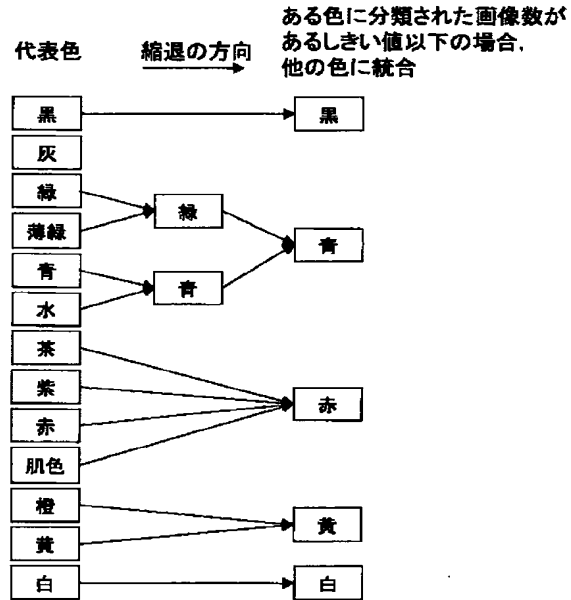 ある色に分類された画像数が
あるしきい値以下の場合,
他の色に統合
代表色
縮退の方向
黒
灰
緑
薄緑
青
水
茶
紫
赤
肌色
橙
黄
白
緑
青
黒
青
赤
黄
白